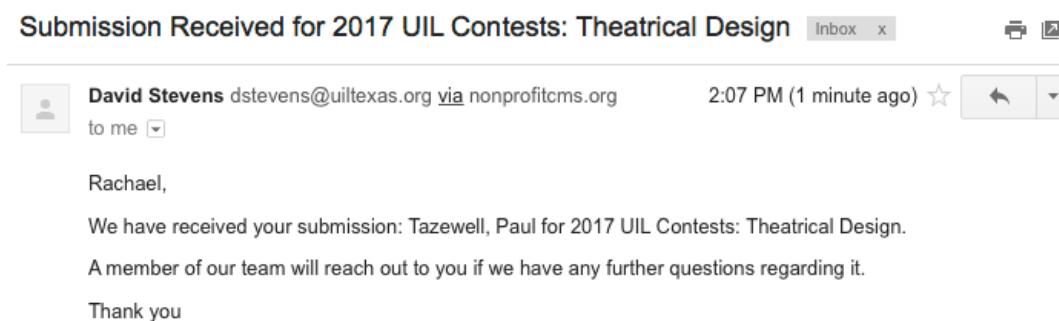 Submission Received for 2017 UIL Contests: Theatrical Design Inbox x
David Stevens dstevens@uiltexas.org via nonprofitcms.org 2:07 PM (1 minute ago)
to me
Rachael,
We have received your submission: Tazewell, Paul for 2017 UIL Contests: Theatrical Design.
A member of our team will reach out to you if we have any further questions regarding it.
Thank you